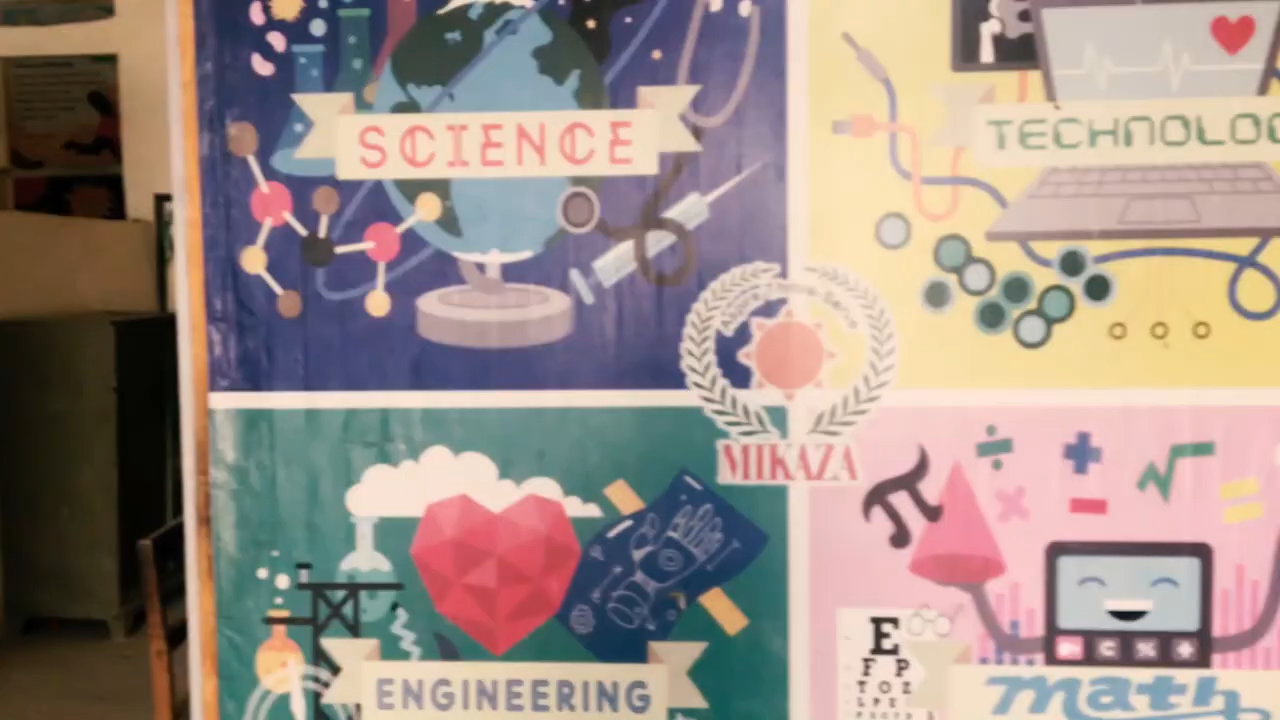 SCIENCE
TECHNOLOG
MIKAZA
π
÷ + √
× - =
E
F P
T O Z
L P E
ENGINEERING
C % +
math